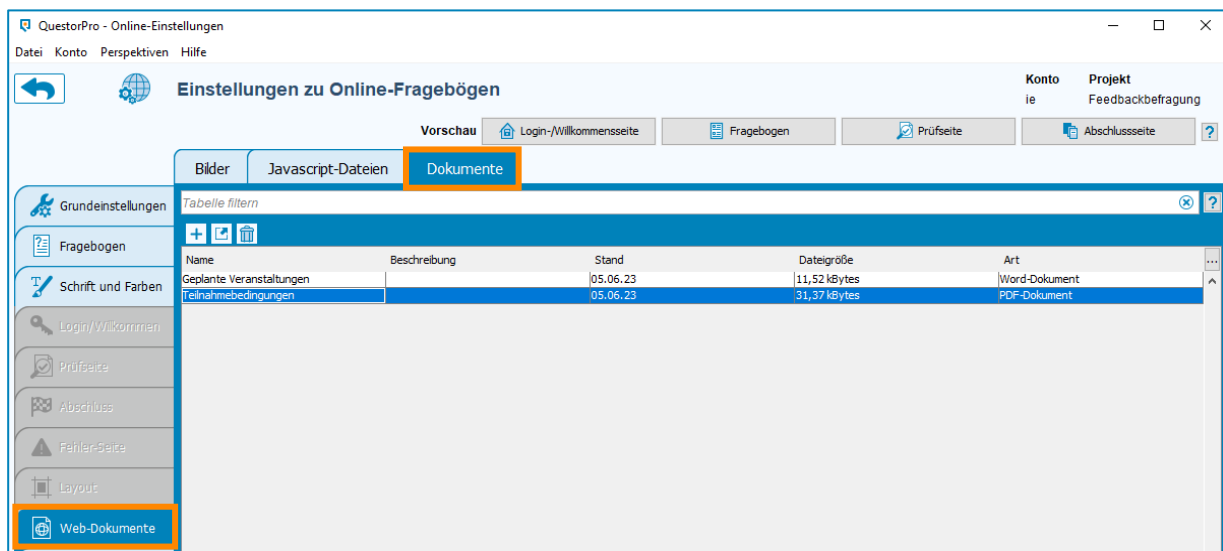 QuestorPro - Online-Einstellungen
Datei Konto Perspektiven Hilfe
Einstellungen zu Online-Fragebögen
Konto Projekt
ie Feedbackbefragung
Vorschau Login-/Willkommensseite Fragebogen Prüfseite Abschlussseite ?
Bilder Javascript-Dateien Dokumente
Grundeinstellungen
Fragebogen
Schrift und Farben
Login/Willkommen
Prüfseite
Abschluss
Fehler-Seite
Layout
Web-Dokumente
Tabelle filtern ?
Name Beschreibung Stand Dateigröße Art ...
Geplante Veranstaltungen 05.06.23 11,52 kBytes Word-Dokument
Teilnahmebedingungen 05.06.23 31,37 kBytes PDF-Dokument